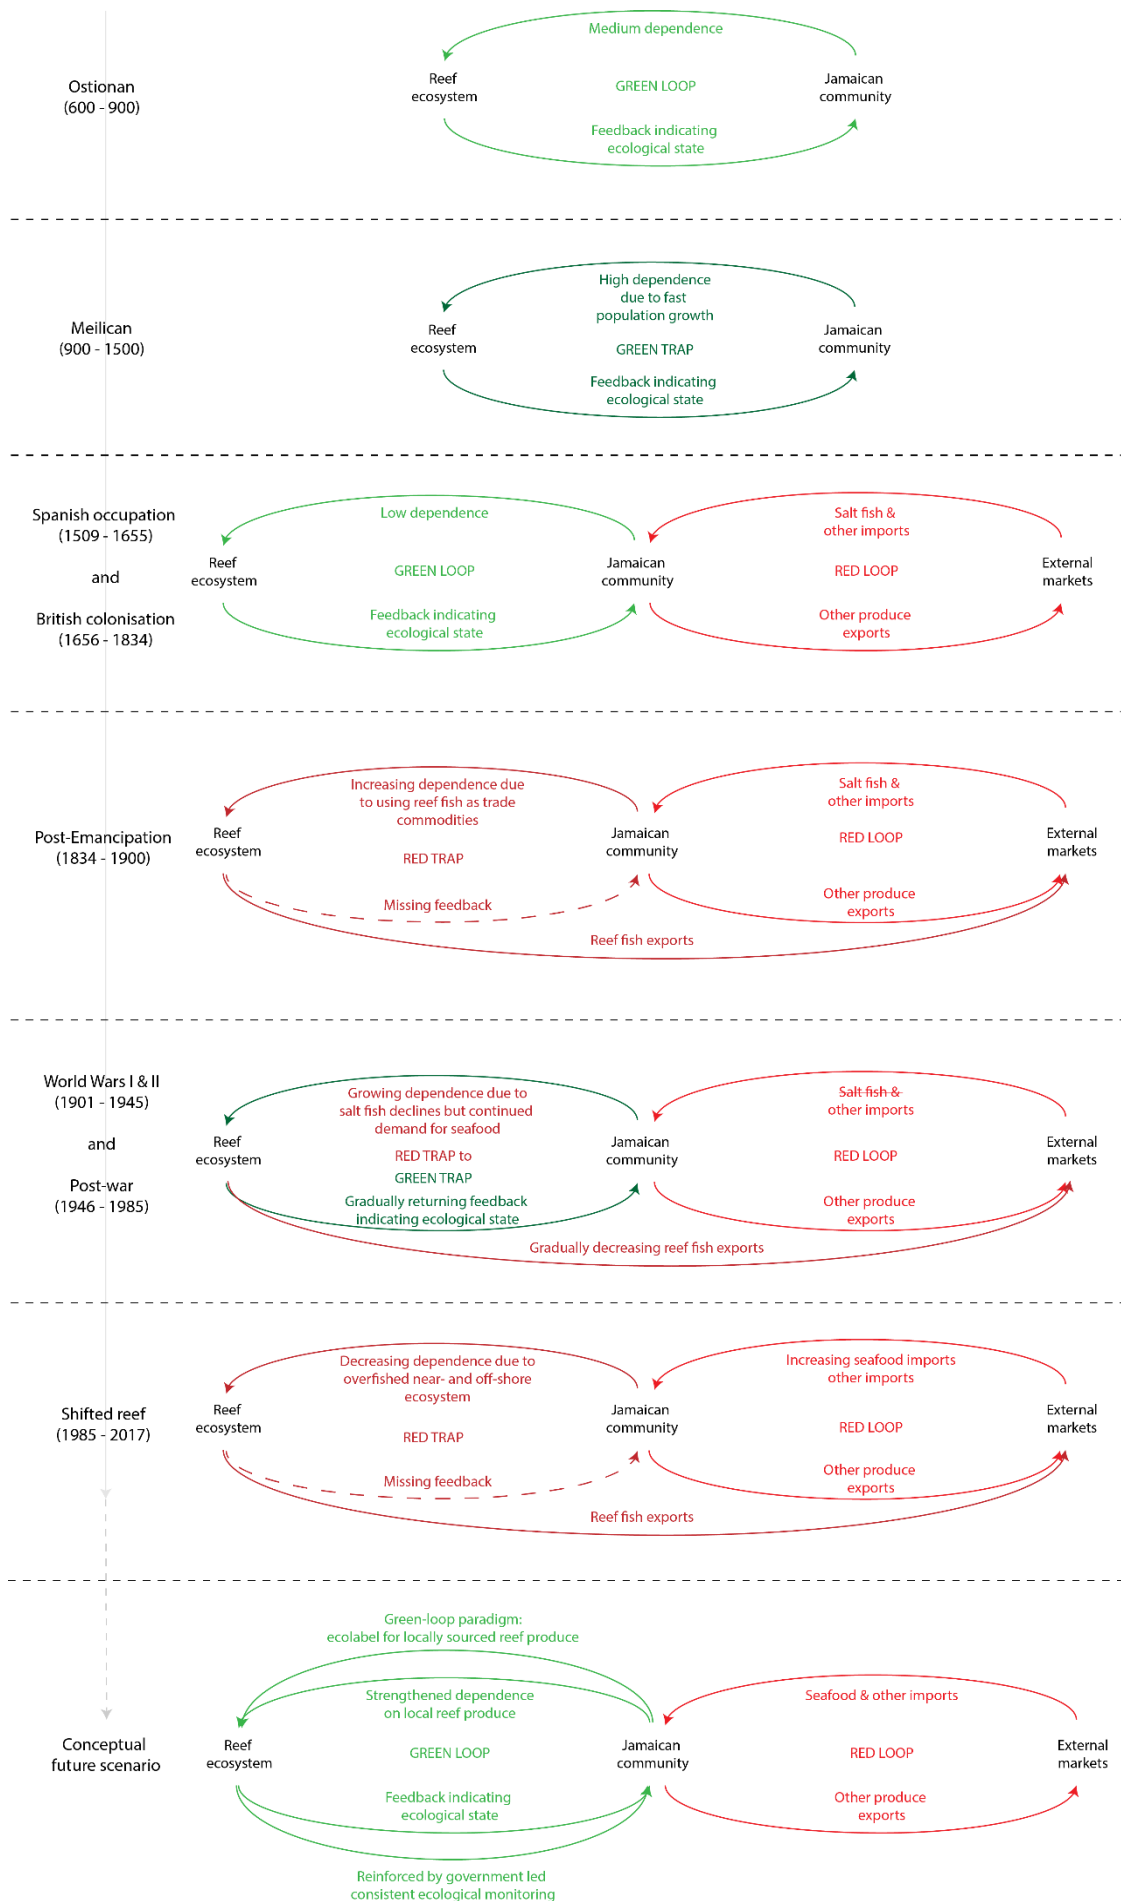 Medium dependence
Ostionan
(600 - 900)
Reef
ecosystem
GREEN LOOP
Jamaican
community
Feedback indicating
ecological state
High dependence
due to fast
population growth
Meilican
(900 - 1500)
Reef
ecosystem
GREEN TRAP
Jamaican
community
Feedback indicating
ecological state
Spanish occupation
(1509 - 1655)
and
British colonisation
(1656 - 1834)
Low dependence
Salt fish &
other imports
Reef
ecosystem
GREEN LOOP
Jamaican
community
RED LOOP
External
markets
Feedback indicating
ecological state
Other produce
exports
Post-Emancipation
(1834 - 1900)
Increasing dependence due
to using reef fish as trade
commodities
Salt fish &
other imports
Reef
ecosystem
RED TRAP
Jamaican
community
RED LOOP
External
markets
Missing feedback
Other produce
exports
Reef fish exports
World Wars I & II
(1901 - 1945)
and
Post-war
(1946 - 1985)
Growing dependence due to
salt fish declines but continued
demand for seafood
Salt fish &
other imports
Reef
ecosystem
RED TRAP to
GREEN TRAP
Jamaican
community
RED LOOP
External
markets
Gradually returning feedback
indicating ecological state
Other produce
exports
Gradually decreasing reef fish exports
Shifted reef
(1985 - 2017)
Decreasing dependence due to
overfished near- and off-shore
ecosystem
Increasing seafood imports
other imports
Reef
ecosystem
RED TRAP
Jamaican
community
RED LOOP
External
markets
Missing feedback
Other produce
exports
Reef fish exports
Green-loop paradigm:
ecolabel for locally sourced reef produce
Strengthened dependence
on local reef produce
Seafood & other imports
Conceptual
future scenario
Reef
ecosystem
GREEN LOOP
Jamaican
community
RED LOOP
External
markets
Feedback indicating
ecological state
Other produce
exports
Reinforced by government led
consistent ecological monitoring